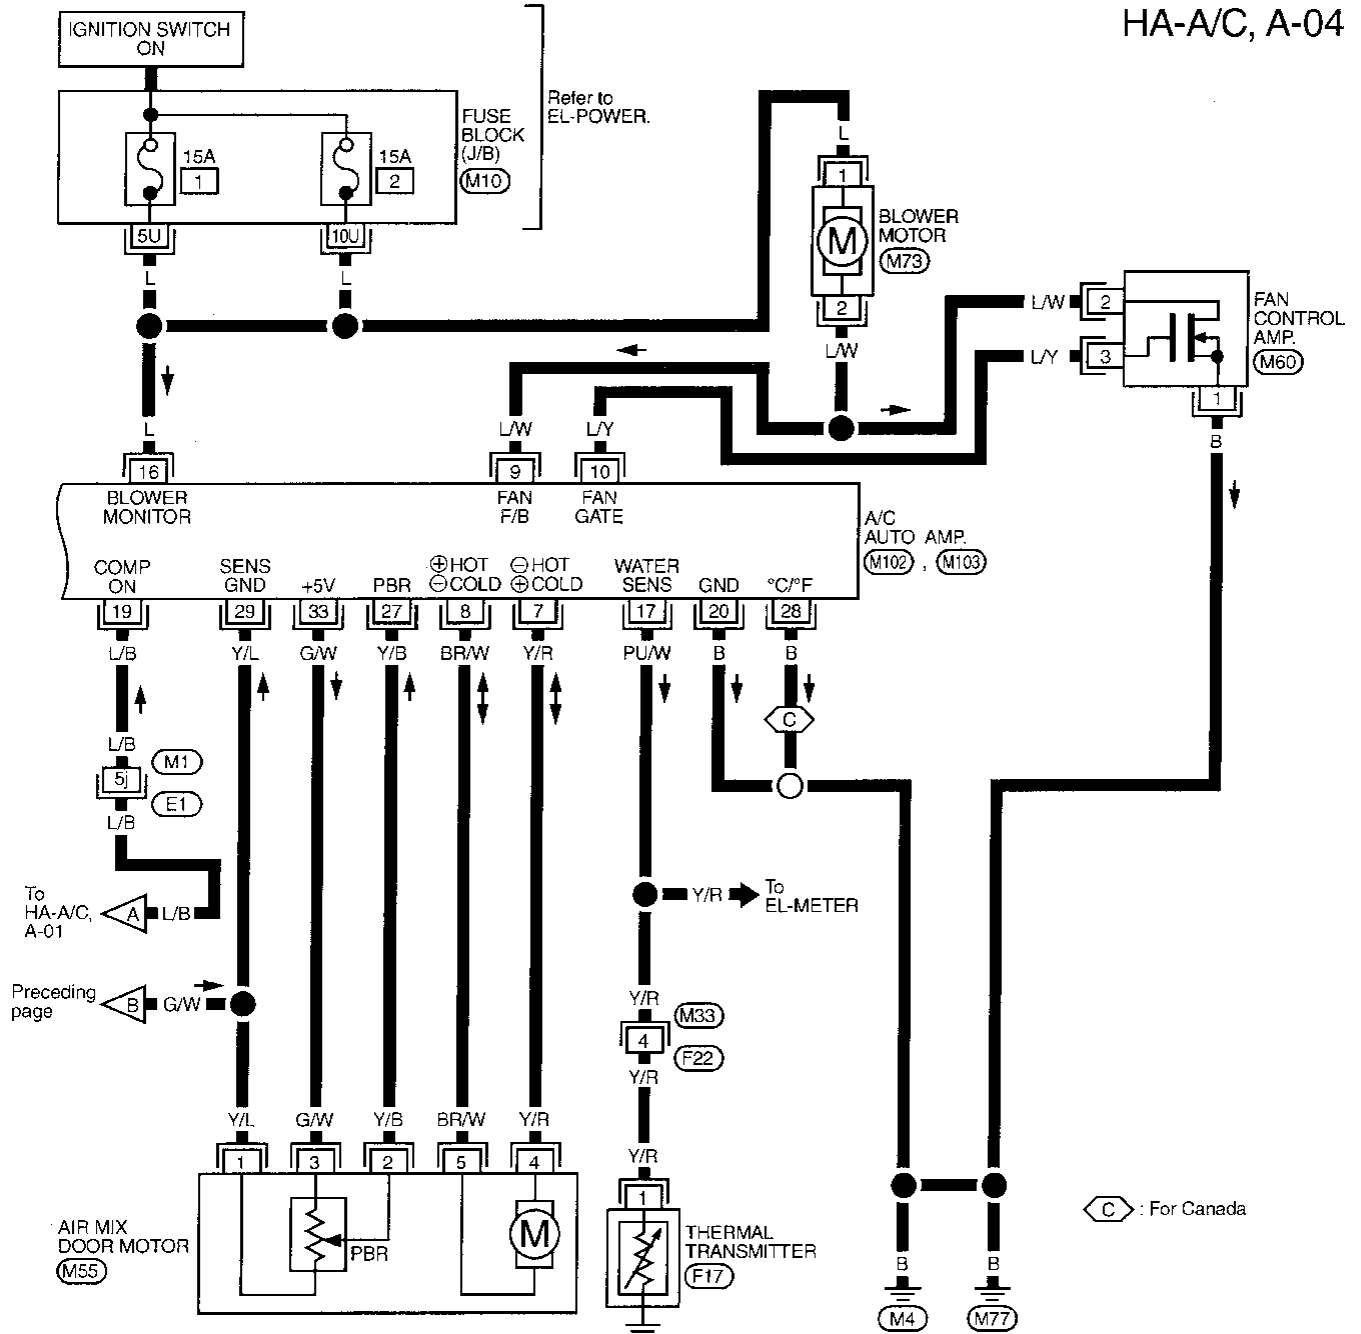 HA-A/C, A-04
IGNITION SWITCH
ON
Refer to
EL-POWER.
FUSE
BLOCK
(J/B)
M10
15A
1
15A
2
5U
10U
L
L
L
1
BLOWER
MOTOR
M73
M
2
L/W
L/W
2
L/Y
3
FAN
CONTROL
AMP.
M60
1
B
L
L/W
L/Y
16
9
10
BLOWER
MONITOR
FAN
F/B
FAN
GATE
A/C
AUTO AMP.
M102 , M103
COMP
ON
SENS
GND
+5V
PBR
⊕HOT
⊖COLD
⊖HOT
⊕COLD
WATER
SENS
GND
°C/°F
19
29
33
27
8
7
17
20
28
L/B
Y/L
G/W
Y/B
BR/W
Y/R
PU/W
B
B
C
L/B
5j
M1
E1
L/B
To
HA-A/C,
A-01
A
L/B
Y/R
To
EL-METER
Preceding
page
B
G/W
Y/R
4
M33
F22
Y/R
Y/L
G/W
Y/B
BR/W
Y/R
Y/R
1
3
2
5
4
1
AIR MIX
DOOR MOTOR
M55
PBR
M
THERMAL
TRANSMITTER
F17
C : For Canada
B
B
M4
M77